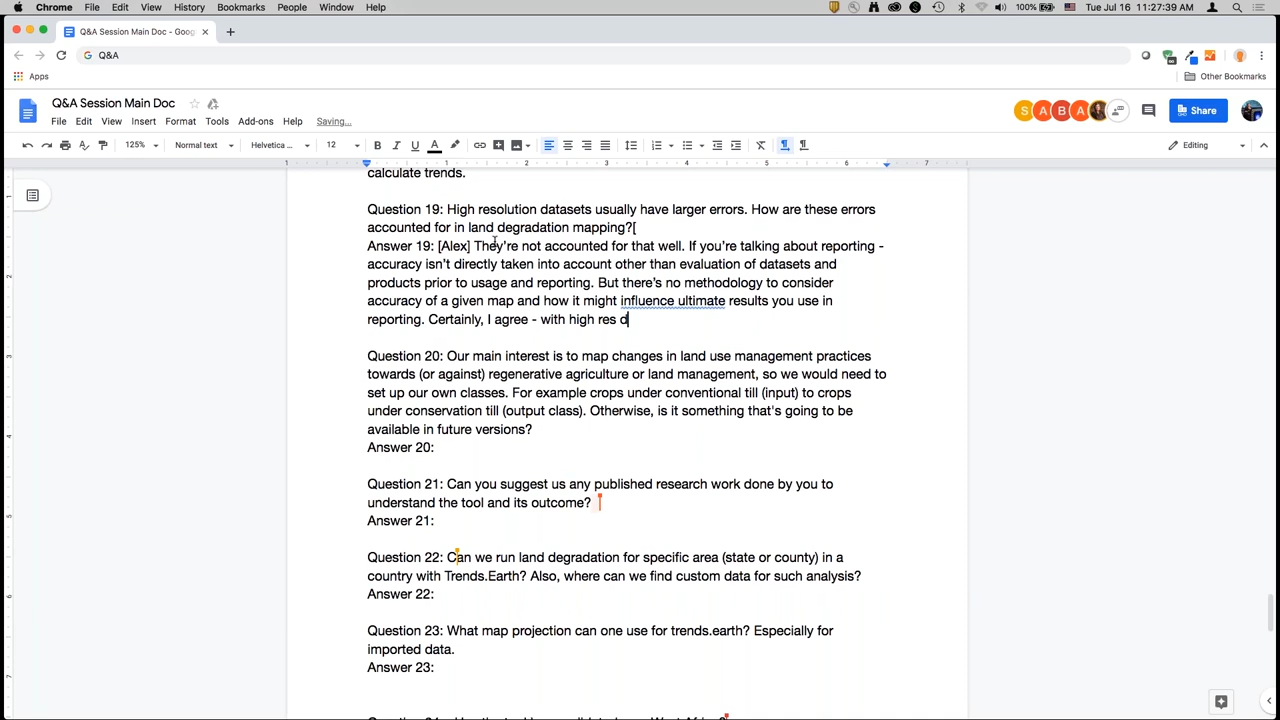 Chrome File Edit View History Bookmarks People Window Help 100% Tue Jul 16 11:27:39 AM
Q&A Session Main Doc - Goog
Q&A
Apps Other Bookmarks
Q&A Session Main Doc
File Edit View Insert Format Tools Add-ons Help Saving...
S A B A Share
125% Normal text Helvetica ... 12 Editing
1 1 2 3 4 5 6 7
calculate trends.
Question 19: High resolution datasets usually have larger errors. How are these errors
accounted for in land degradation mapping?[
Answer 19: [Alex] They're not accounted for that well. If you're talking about reporting -
accuracy isn't directly taken into account other than evaluation of datasets and
products prior to usage and reporting. But there's no methodology to consider
accuracy of a given map and how it might influence ultimate results you use in
reporting. Certainly, I agree - with high res d
Question 20: Our main interest is to map changes in land use management practices
towards (or against) regenerative agriculture or land management, so we would need to
set up our own classes. For example crops under conventional till (input) to crops
under conservation till (output class). Otherwise, is it something that's going to be
available in future versions?
Answer 20:
Question 21: Can you suggest us any published research work done by you to
understand the tool and its outcome?
Answer 21:
Question 22: Can we run land degradation for specific area (state or county) in a
country with Trends.Earth? Also, where can we find custom data for such analysis?
Answer 22:
Question 23: What map projection can one use for trends.earth? Especially for
imported data.
Answer 23: